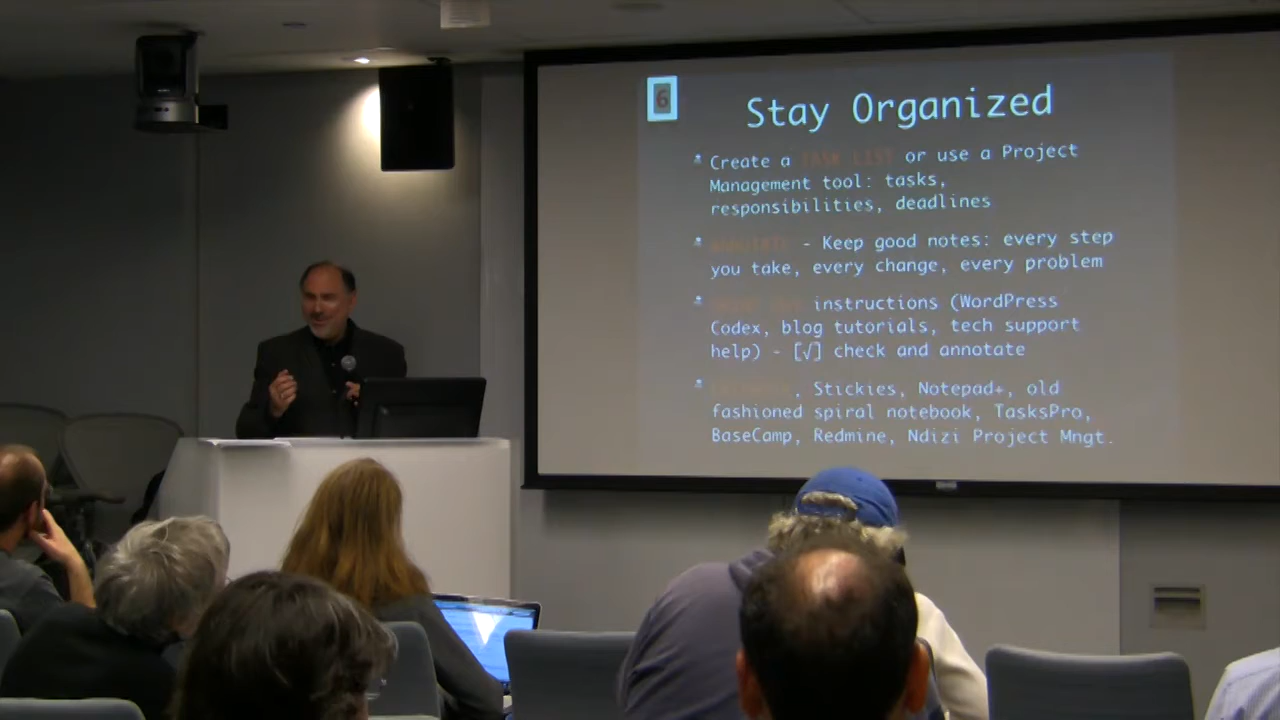 6
Stay Organized
Create a TASK LIST or use a Project
Management tool: tasks,
responsibilities, deadlines
- Keep good notes: every step
you take, every change, every problem
instructions (WordPress
Codex, blog tutorials, tech support
help) - [√] check and annotate
, Stickies, Notepad+, old
fashioned spiral notebook, TasksPro,
BaseCamp, Redmine, Ndizi Project Mngt.